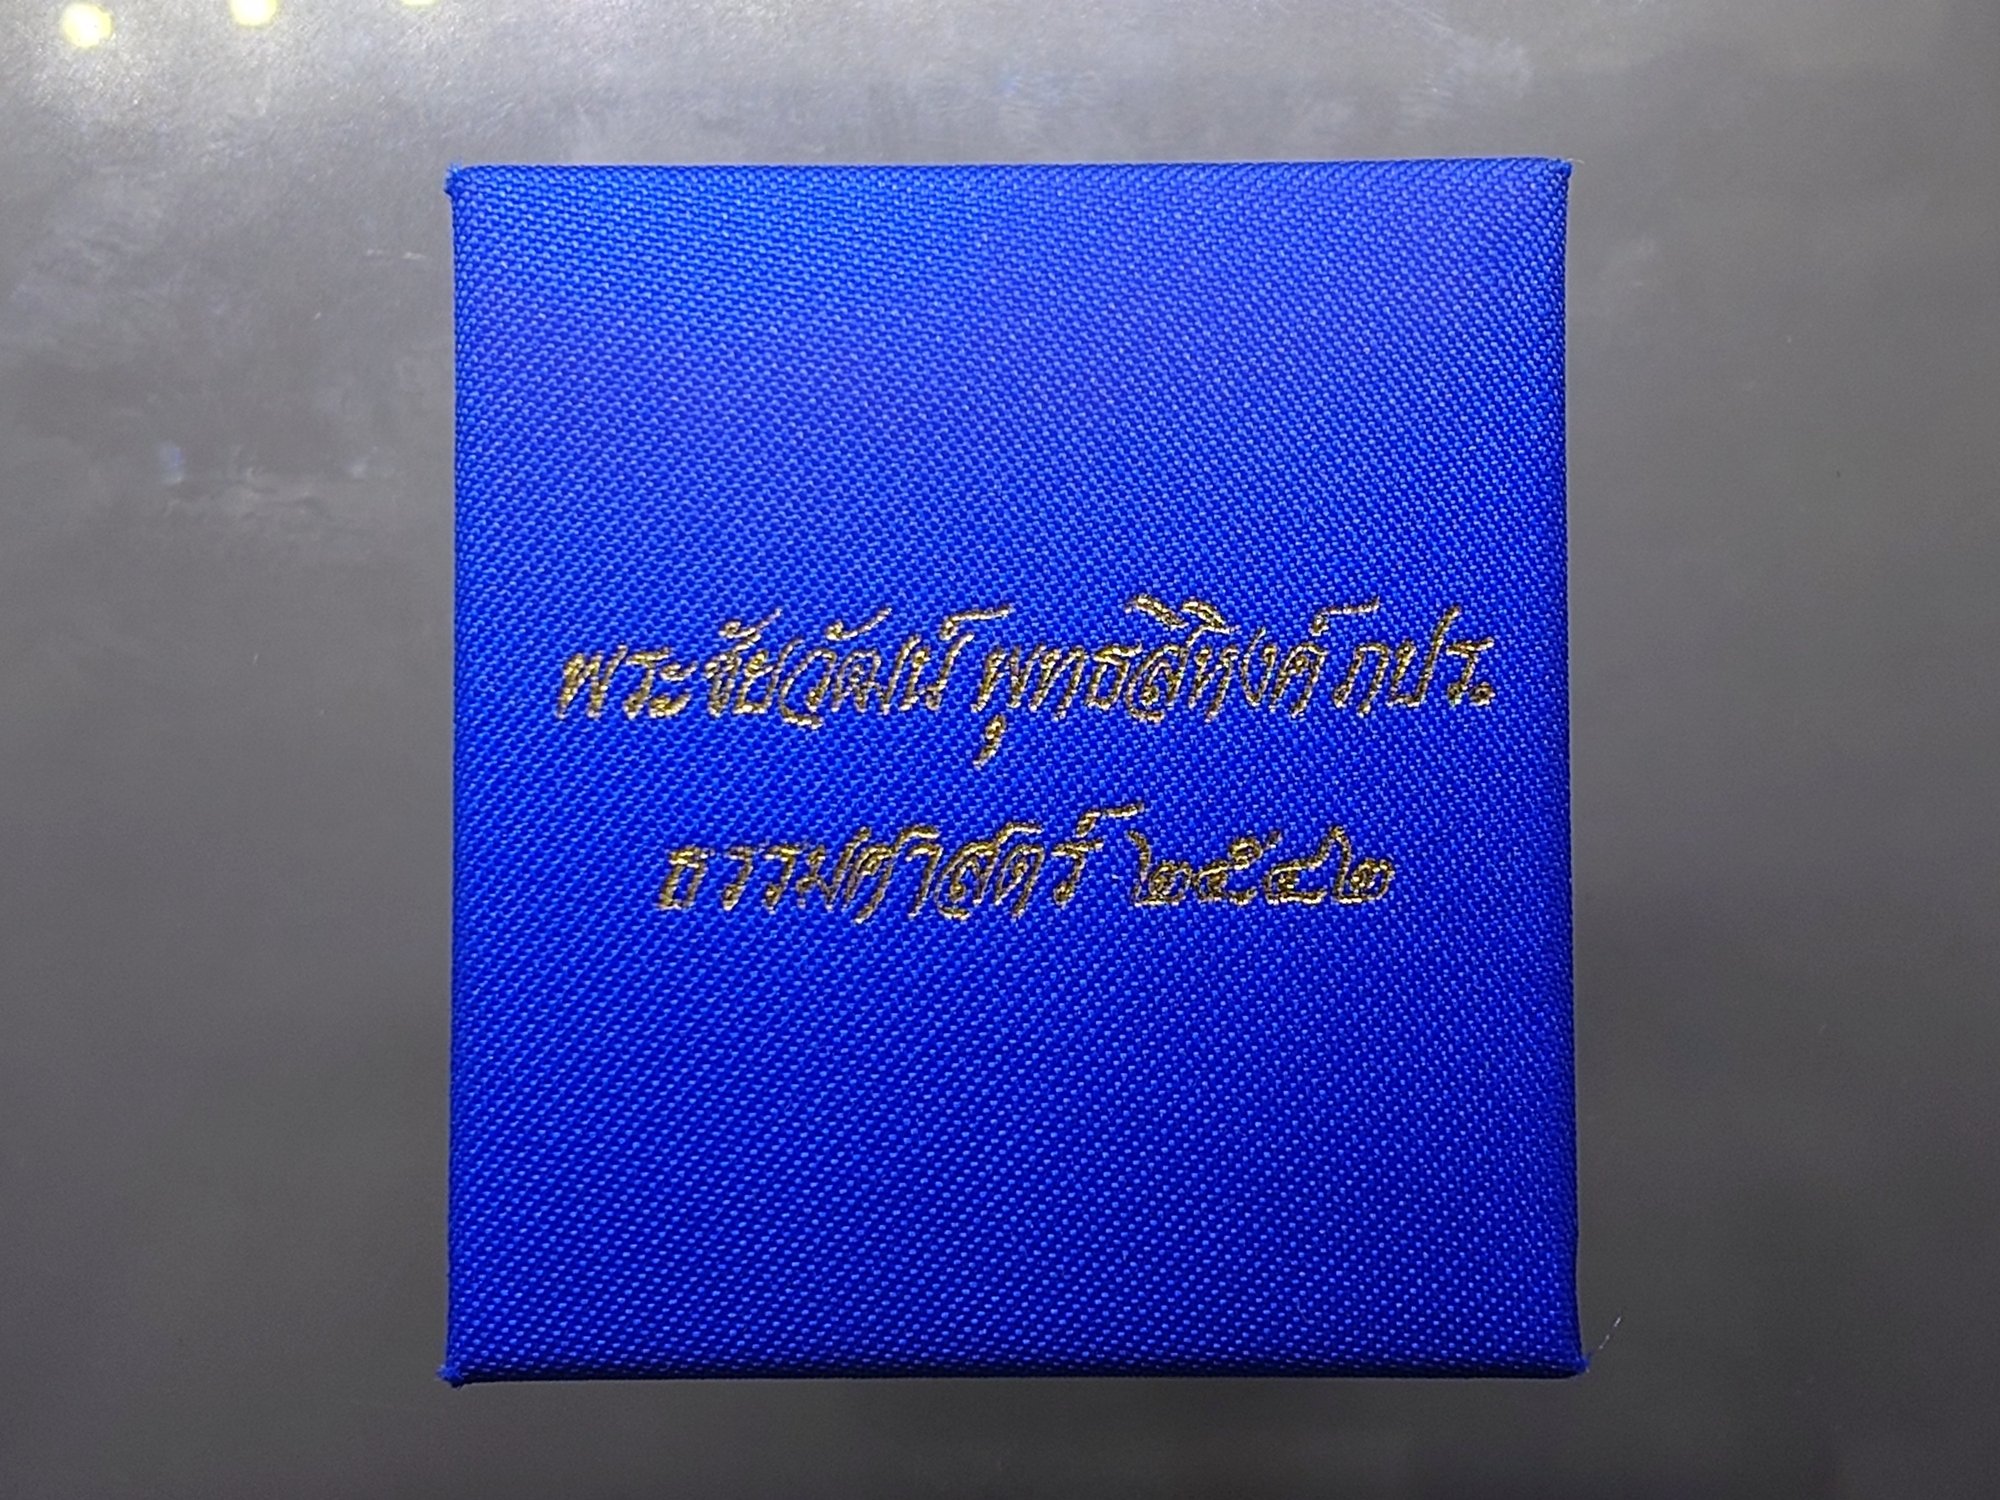 พระชัยวัฒน์ พุทธสิหิงค์ ภปร.
ธรรมศาสตร์ ๒๕๔๒